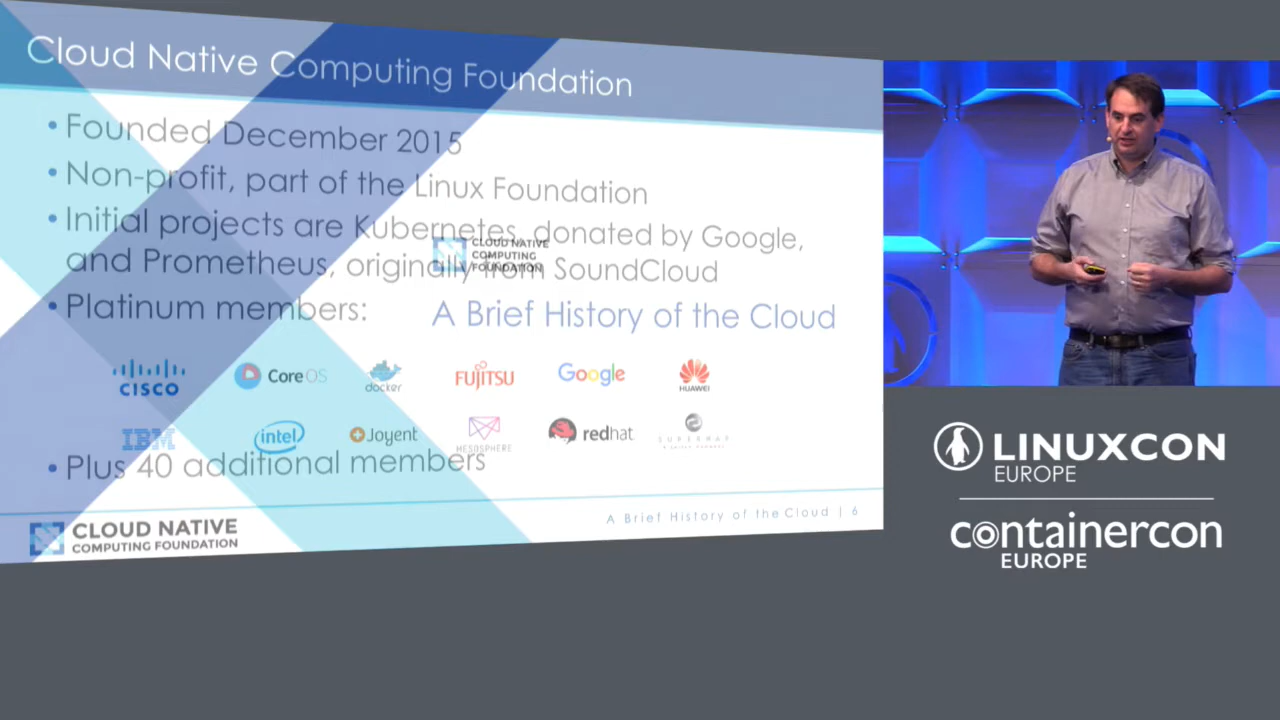 Cloud Native Computing Foundation
• Founded December 2015
• Non-profit, part of the Linux Foundation
• Initial projects are Kubernetes, donated by Google,
and Prometheus, originally from SoundCloud
CLOUD NATIVE
COMPUTING
FOUNDATION
• Platinum members:
A Brief History of the Cloud
CISCO
CoreOS
docker
FUJITSU
Google
HUAWEI
IBM
intel
Joyent
MESOSPHERE
redhat
• Plus 40 additional members
CLOUD NATIVE
COMPUTING FOUNDATION
A Brief History of the Cloud | 6
LINUXCON
EUROPE
containercon
EUROPE